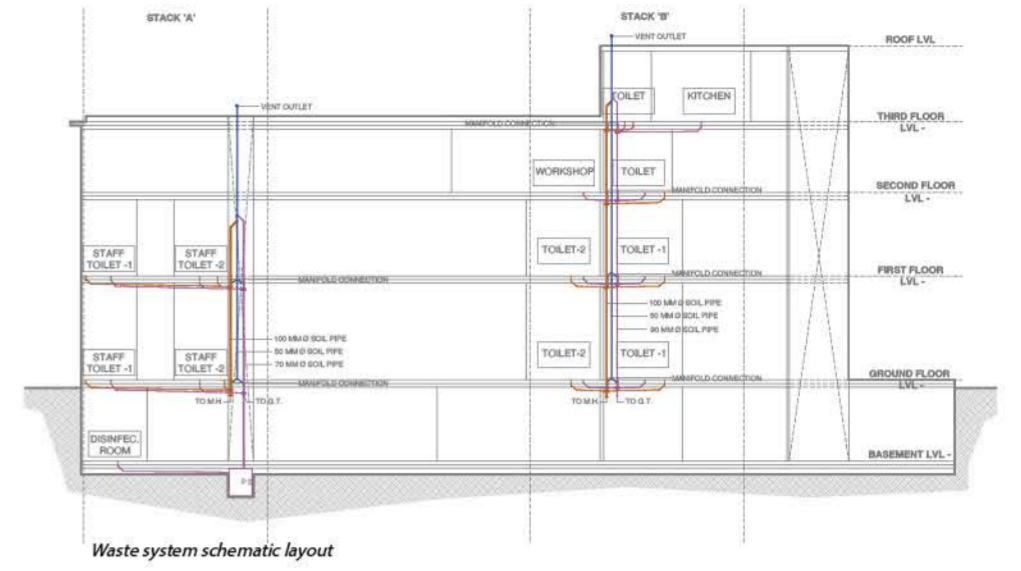 STACK 'A'
STACK 'B'
VENT OUTLET
ROOF LVL
TOILET
KITCHEN
VENT OUTLET
MANIFOLD CONNECTION
THIRD FLOOR
LVL -
WORKSHOP
TOILET
MANIFOLD CONNECTION
SECOND FLOOR
LVL -
STAFF
TOILET -1
STAFF
TOILET -2
TOILET-2
TOILET -1
MANIFOLD CONNECTION
MANIFOLD CONNECTION
FIRST FLOOR
LVL -
100 MM Ø SOIL PIPE
50 MM Ø SOIL PIPE
90 MM Ø SOIL PIPE
100 MM Ø SOIL PIPE
50 MM Ø SOIL PIPE
70 MM Ø SOIL PIPE
STAFF
TOILET -1
STAFF
TOILET -2
TOILET-2
TOILET -1
MANIFOLD CONNECTION
MANIFOLD CONNECTION
GROUND FLOOR
LVL -
TO M.H.
TO G.T.
TO M.H.
TO G.T.
DISINFEC.
ROOM
BASEMENT LVL -
Waste system schematic layout